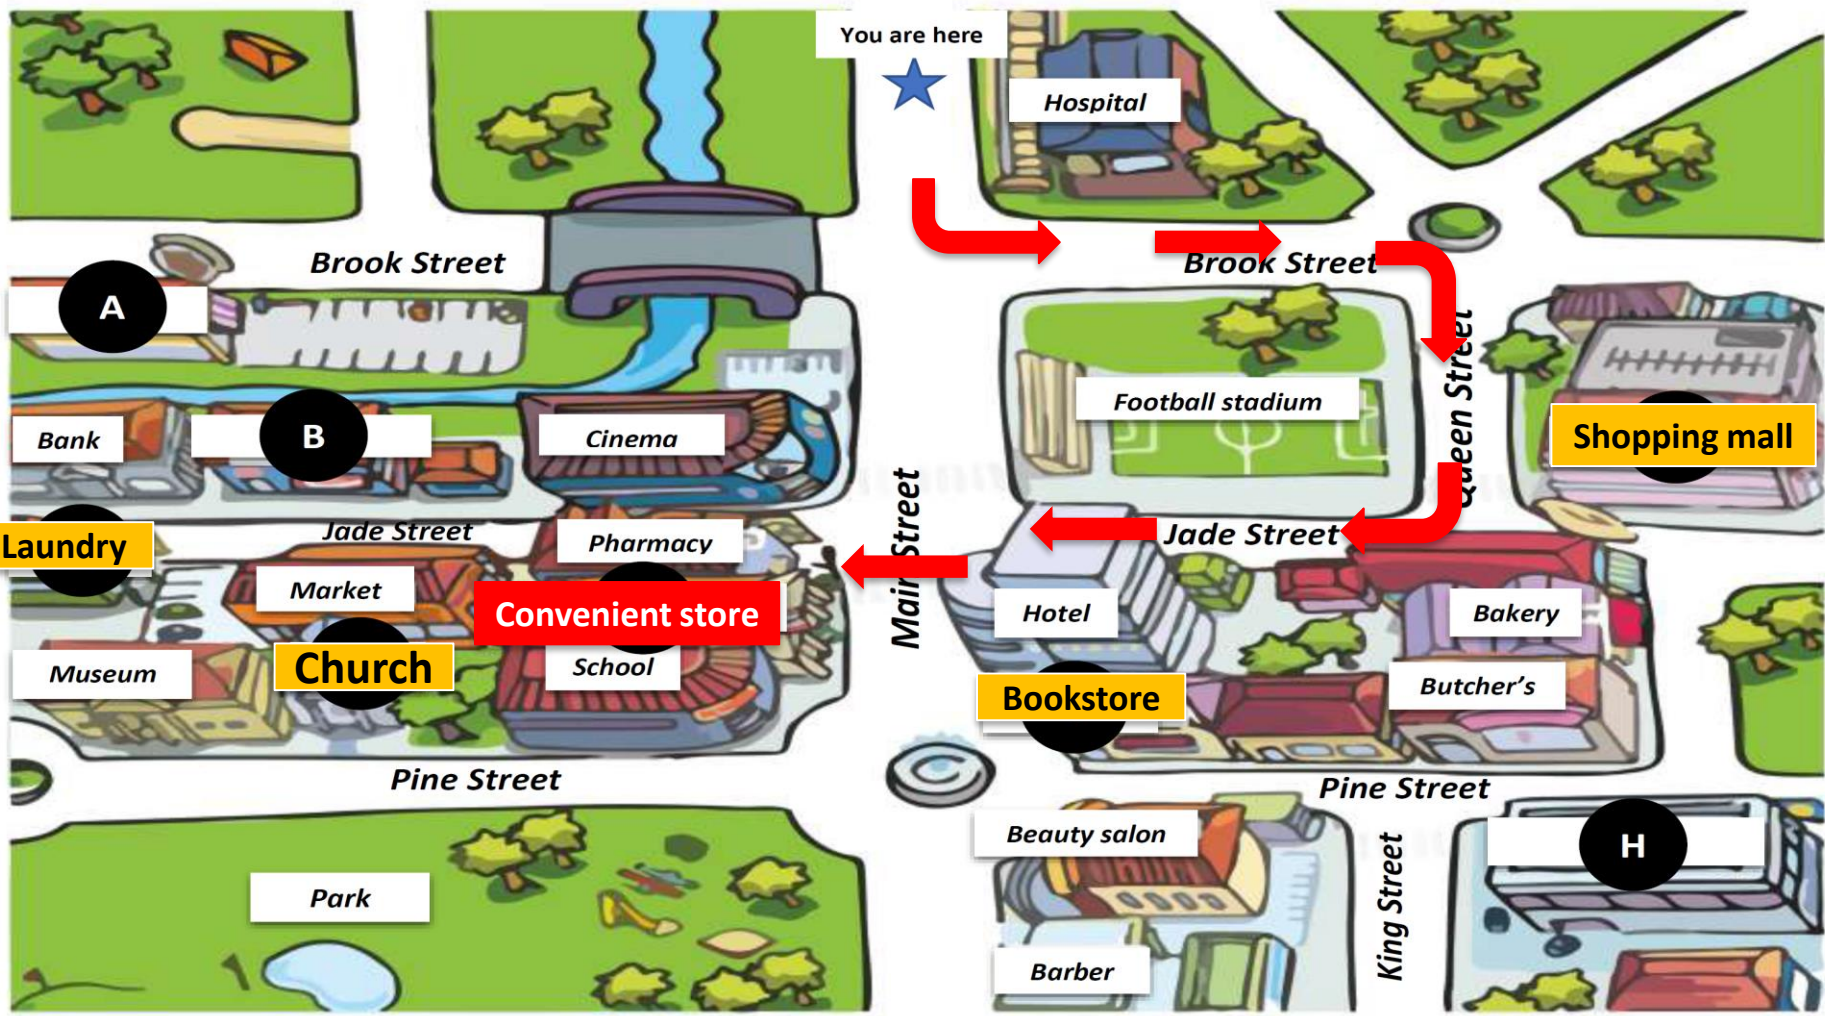 You are here
Hospital
Brook Street
Brook Street
A
Football stadium
Queen Street
Shopping mall
Bank
B
Cinema
Main Street
Jade Street
Jade Street
Laundry
Pharmacy
Market
Convenient store
Hotel
Bakery
Museum
Church
School
Bookstore
Butcher's
Pine Street
Pine Street
Beauty salon
H
King Street
Park
Barber